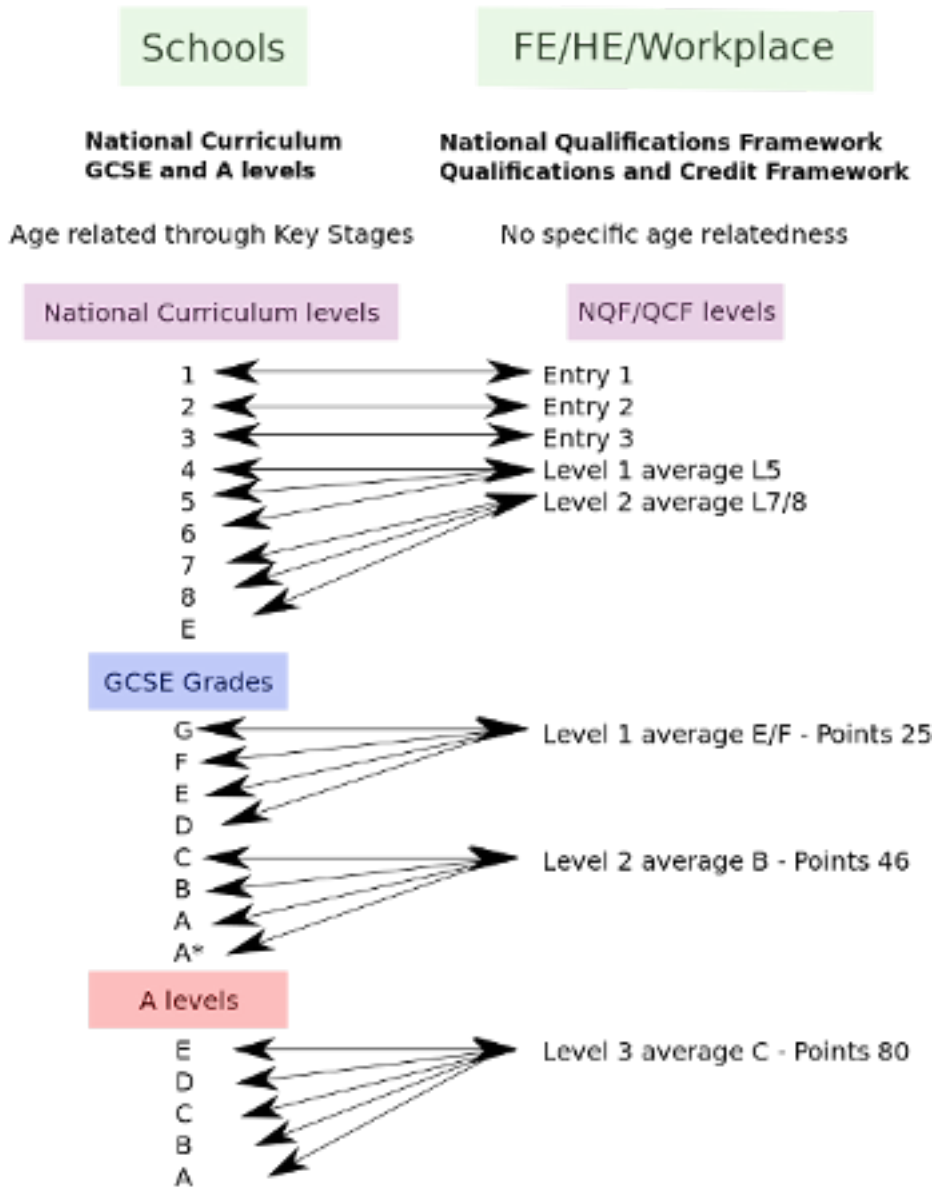 Schools
FE/HE/Workplace
National Curriculum
GCSE and A levels
National Qualifications Framework
Qualifications and Credit Framework
Age related through Key Stages
No specific age relatedness
National Curriculum levels
NQF/QCF levels
1
Entry 1
2
Entry 2
3
Entry 3
4
Level 1 average L5
5
Level 2 average L7/8
6
7
8
E
GCSE Grades
G
Level 1 average E/F - Points 25
F
E
D
C
Level 2 average B - Points 46
B
A
A*
A levels
E
Level 3 average C - Points 80
D
C
B
A